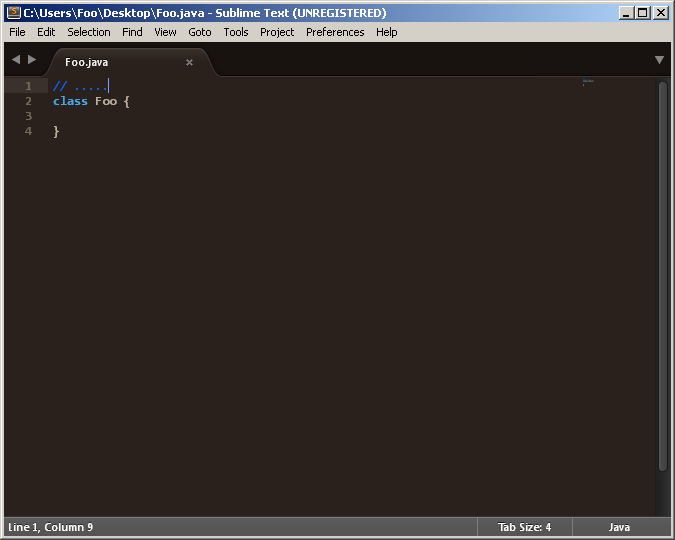 C:\Users\Foo\Desktop\Foo.java - Sublime Text (UNREGISTERED)
File Edit Selection Find View Goto Tools Project Preferences Help
Foo.java
1 // .....
2 class Foo {
3
4 }
Line 1, Column 9 Tab Size: 4 Java